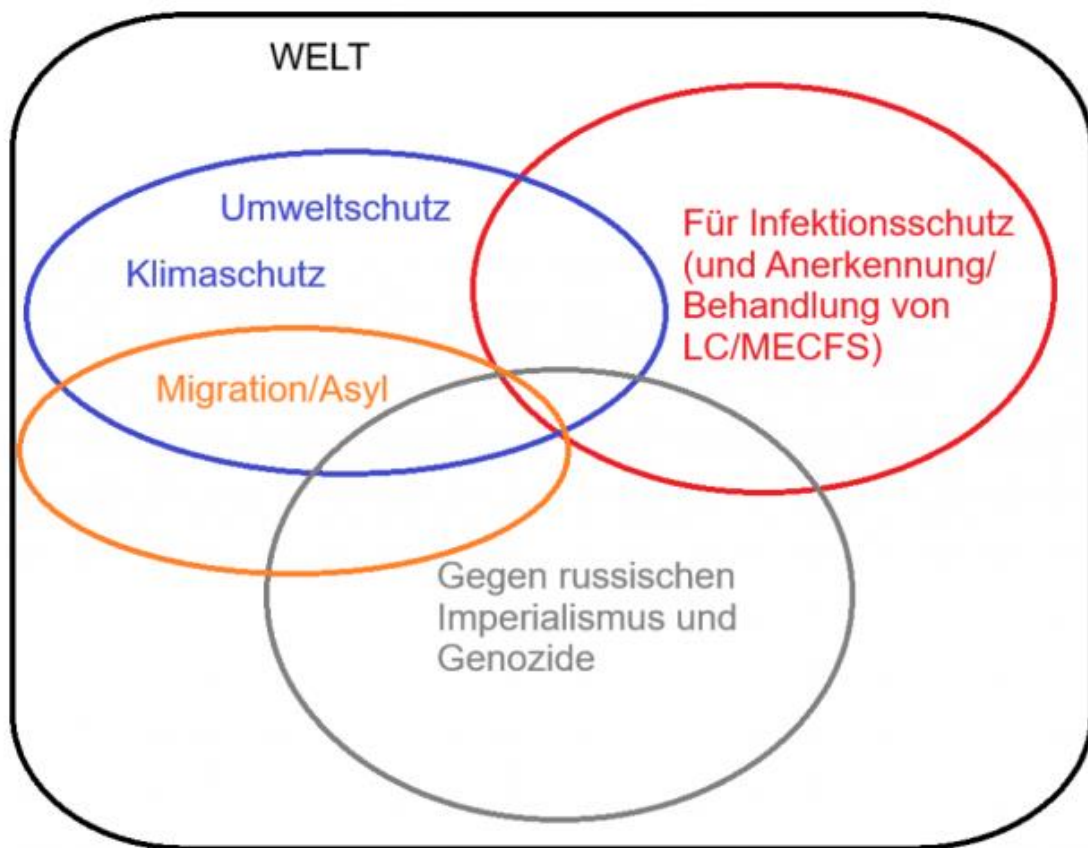 WELT
Umweltschutz
Klimaschutz
Migration/Asyl
Für Infektionsschutz
(und Anerkennung/
Behandlung von
LC/MECFS)
Gegen russischen
Imperialismus und
Genozide